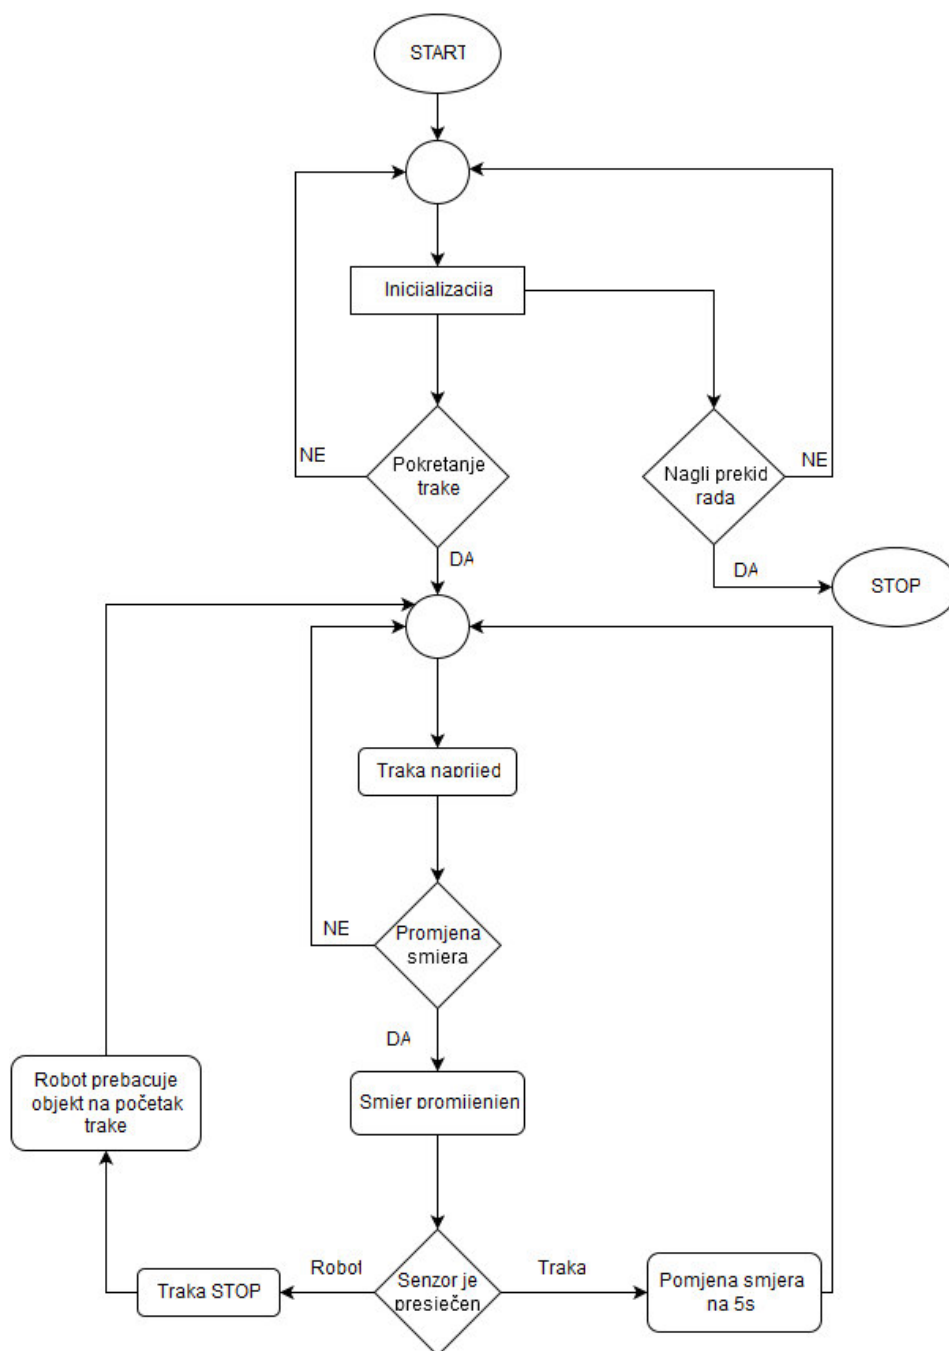 START
Inicijalizacija
NE
Pokretanje
trake
Nagli prekid
rada
NE
DA
DA
STOP
Traka naprijed
NE
Promjena
smjera
DA
Robot prebacuje
objekt na početak
trake
Smjer promijenjen
Robot
Traka
Traka STOP
Senzor je
presječen
Pomjena smjera
na 5s